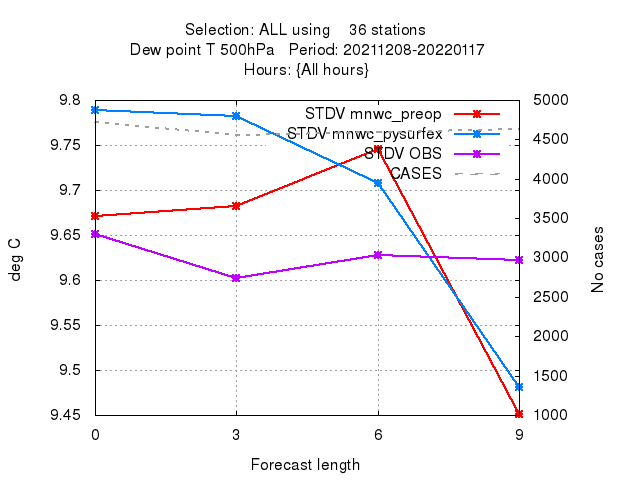 Selection: ALL using    36 stations
Dew point T 500hPa   Period: 20211208-20220117
Hours: {All hours}
STDV mnwc_preop
STDV mnwc_pysurfex
STDV OBS
CASES
9.8
9.75
9.7
9.65
9.6
9.55
9.5
9.45
5000
4500
4000
3500
3000
2500
2000
1500
1000
deg C
No cases
0 3 6 9
Forecast length